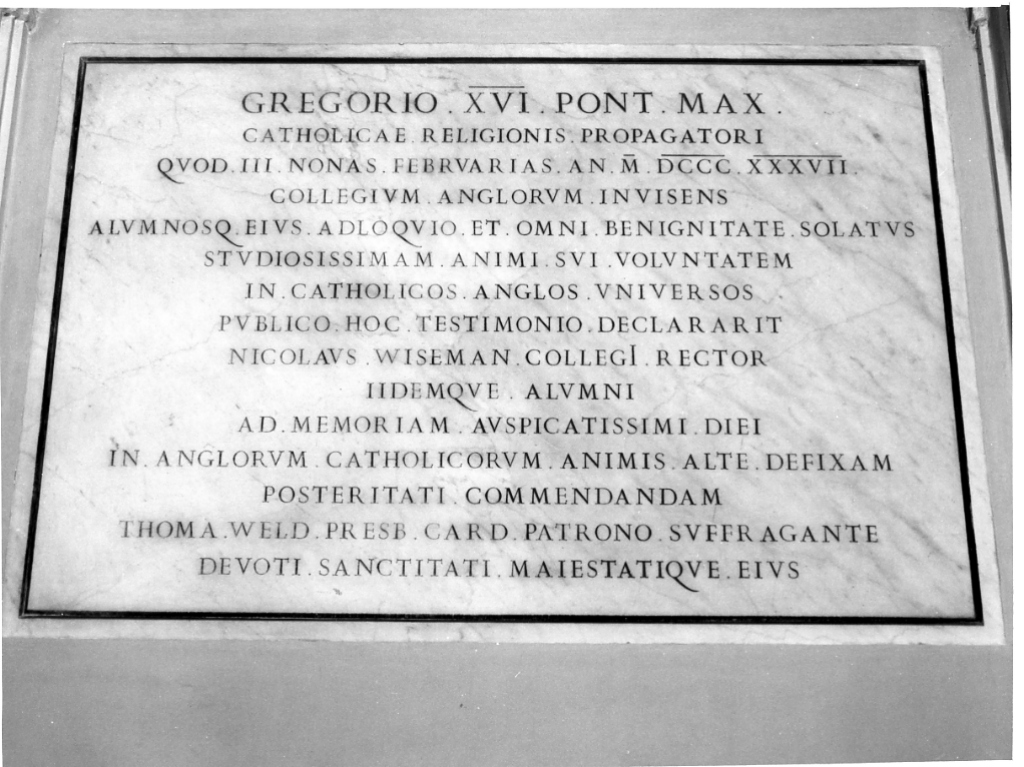 GREGORIO . X̅V̅I̅ . PONT . MAX .
CATHOLICAE . RELIGIONIS . PROPAGATORI
QVOD . III . NONAS . FEBRVARIAS . AN . M̅ . D̅C̅C̅C̅ . X̅X̅X̅V̅I̅I̅ .
COLLEGIVM . ANGLORVM . INVISENS
ALVMNOSQ . EIVS . ADLOQVIO . ET . OMNI . BENIGNITATE . SOLATVS
STVDIOSISSIMAM . ANIMI . SVI . VOLVNTATEM
IN . CATHOLICOS . ANGLOS . VNIVERSOS
PVBLICO . HOC . TESTIMONIO . DECLARARIT
NICOLAVS . WISEMAN . COLLEGI . RECTOR
IIDEMQVE . ALVMNI
AD . MEMORIAM . AVSPICATISSIMI . DIEI
IN . ANGLORVM . CATHOLICORVM . ANIMIS . ALTE . DEFIXAM
POSTERITATI . COMMENDANDAM
THOMA . WELD . PRESB . CARD . PATRONO . SVFFRAGANTE
DEVOTI . SANCTITATI . MAIESTATIQVE . EIVS